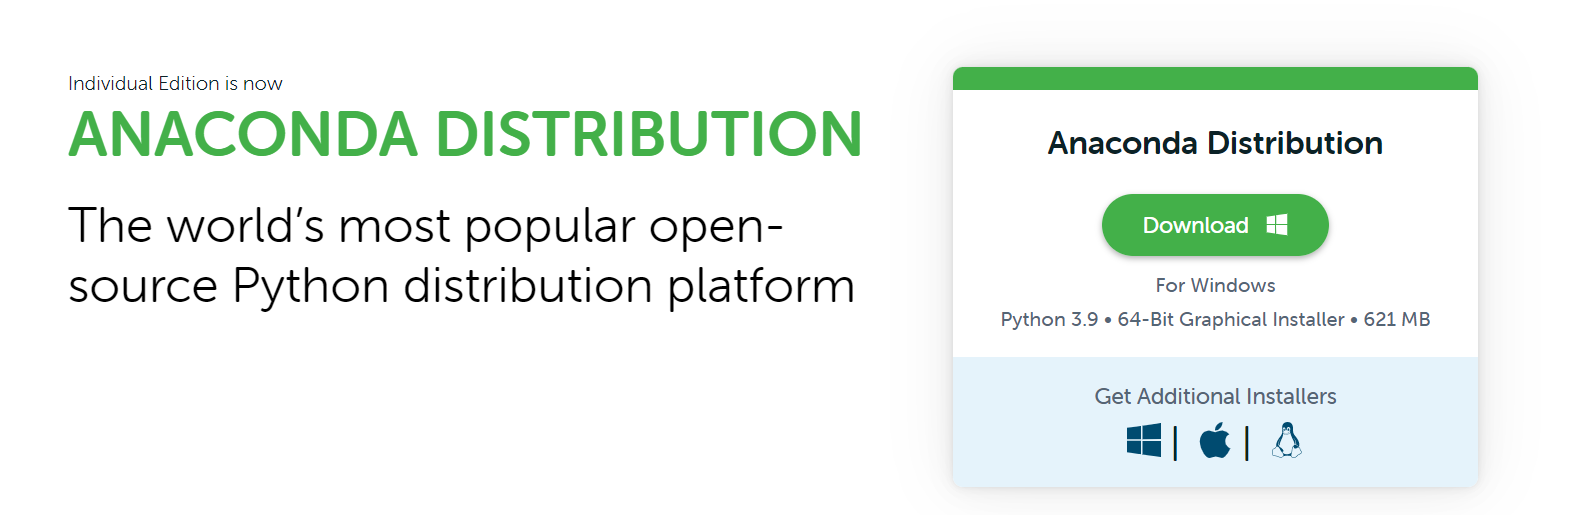 Individual Edition is now
ANACONDA DISTRIBUTION
The world’s most popular open-
source Python distribution platform
Anaconda Distribution
Download
For Windows
Python 3.9 • 64-Bit Graphical Installer • 621 MB
Get Additional Installers